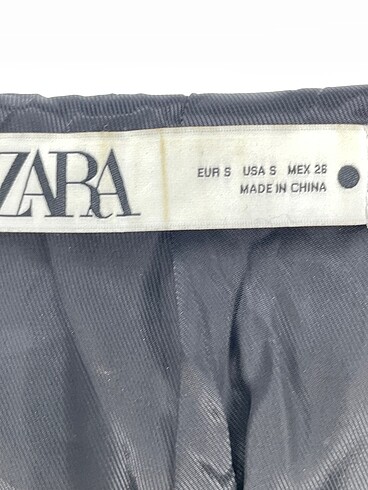 ZARA
EUR S USA S MEX 26
MADE IN CHINA